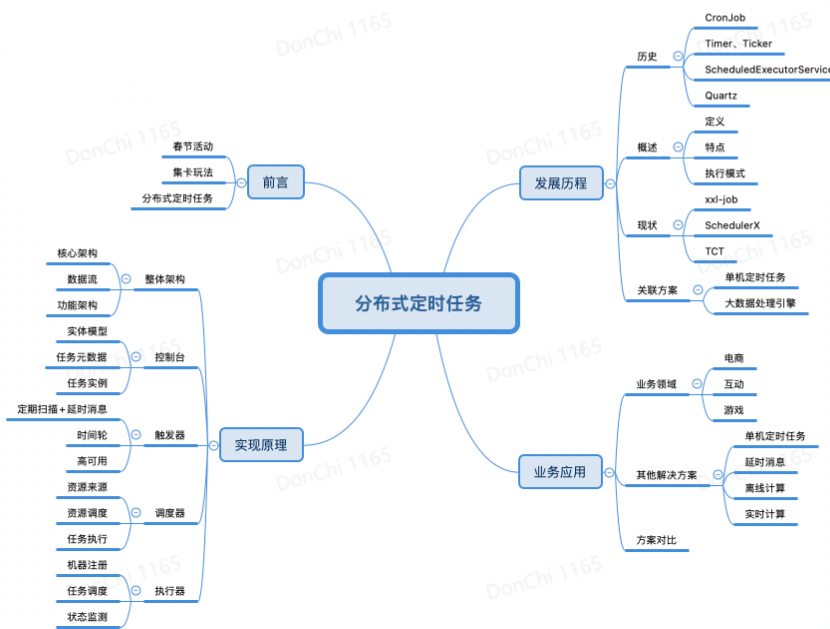 分布式定时任务
前言
春节活动
集卡玩法
分布式定时任务
发展历程
历史
CronJob
Timer、Ticker
ScheduledExecutorService
Quartz
概述
定义
特点
执行模式
现状
xxl-job
SchedulerX
TCT
关联方案
单机定时任务
大数据处理引擎
实现原理
整体架构
核心架构
数据流
功能架构
控制台
实体模型
任务元数据
任务实例
触发器
定期扫描+延时消息
时间轮
高可用
调度器
资源来源
资源调度
任务执行
执行器
机器注册
任务调度
状态监测
业务应用
业务领域
电商
互动
游戏
其他解决方案
单机定时任务
延时消息
离线计算
实时计算
方案对比
DonChi 1165
DonChi 1165
DonChi 1165
DonChi 1165
DonChi 1165
DonChi 1165
DonChi 1165
DonChi 1165
DonChi 1165
DonChi 1165
DonChi 1165
DonChi 1165